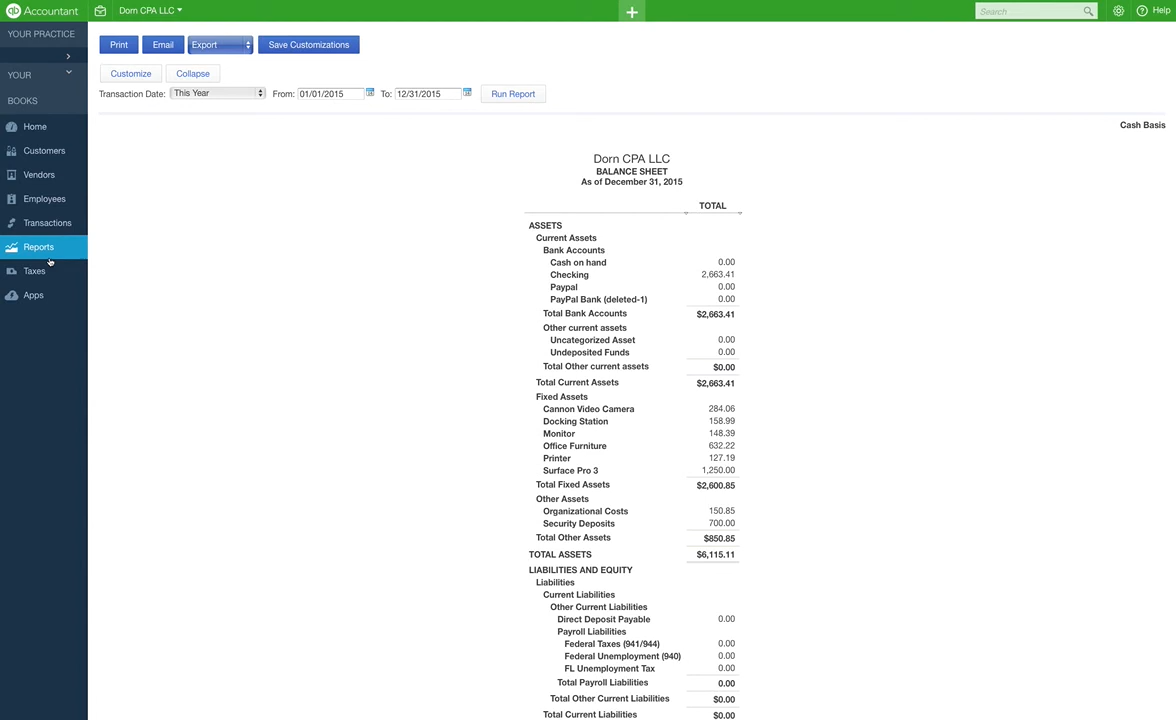 qb Accountant
Dorn CPA LLC
Search
Help
YOUR PRACTICE
YOUR
BOOKS
Home
Customers
Vendors
Employees
Transactions
Reports
Taxes
Apps
Print Email Export Save Customizations
Customize Collapse
Transaction Date: This Year From: 01/01/2015 To: 12/31/2015 Run Report
Cash Basis
Dorn CPA LLC
BALANCE SHEET
As of December 31, 2015
TOTAL
ASSETS
Current Assets
Bank Accounts
Cash on hand 0.00
Checking 2,663.41
Paypal 0.00
PayPal Bank (deleted-1) 0.00
Total Bank Accounts $2,663.41
Other current assets
Uncategorized Asset 0.00
Undeposited Funds 0.00
Total Other current assets $0.00
Total Current Assets $2,663.41
Fixed Assets
Cannon Video Camera 284.06
Docking Station 158.99
Monitor 148.39
Office Furniture 632.22
Printer 127.19
Surface Pro 3 1,250.00
Total Fixed Assets $2,600.85
Other Assets
Organizational Costs 150.85
Security Deposits 700.00
Total Other Assets $850.85
TOTAL ASSETS $6,115.11
LIABILITIES AND EQUITY
Liabilities
Current Liabilities
Other Current Liabilities
Direct Deposit Payable 0.00
Payroll Liabilities
Federal Taxes (941/944) 0.00
Federal Unemployment (940) 0.00
FL Unemployment Tax 0.00
Total Payroll Liabilities 0.00
Total Other Current Liabilities $0.00
Total Current Liabilities $0.00